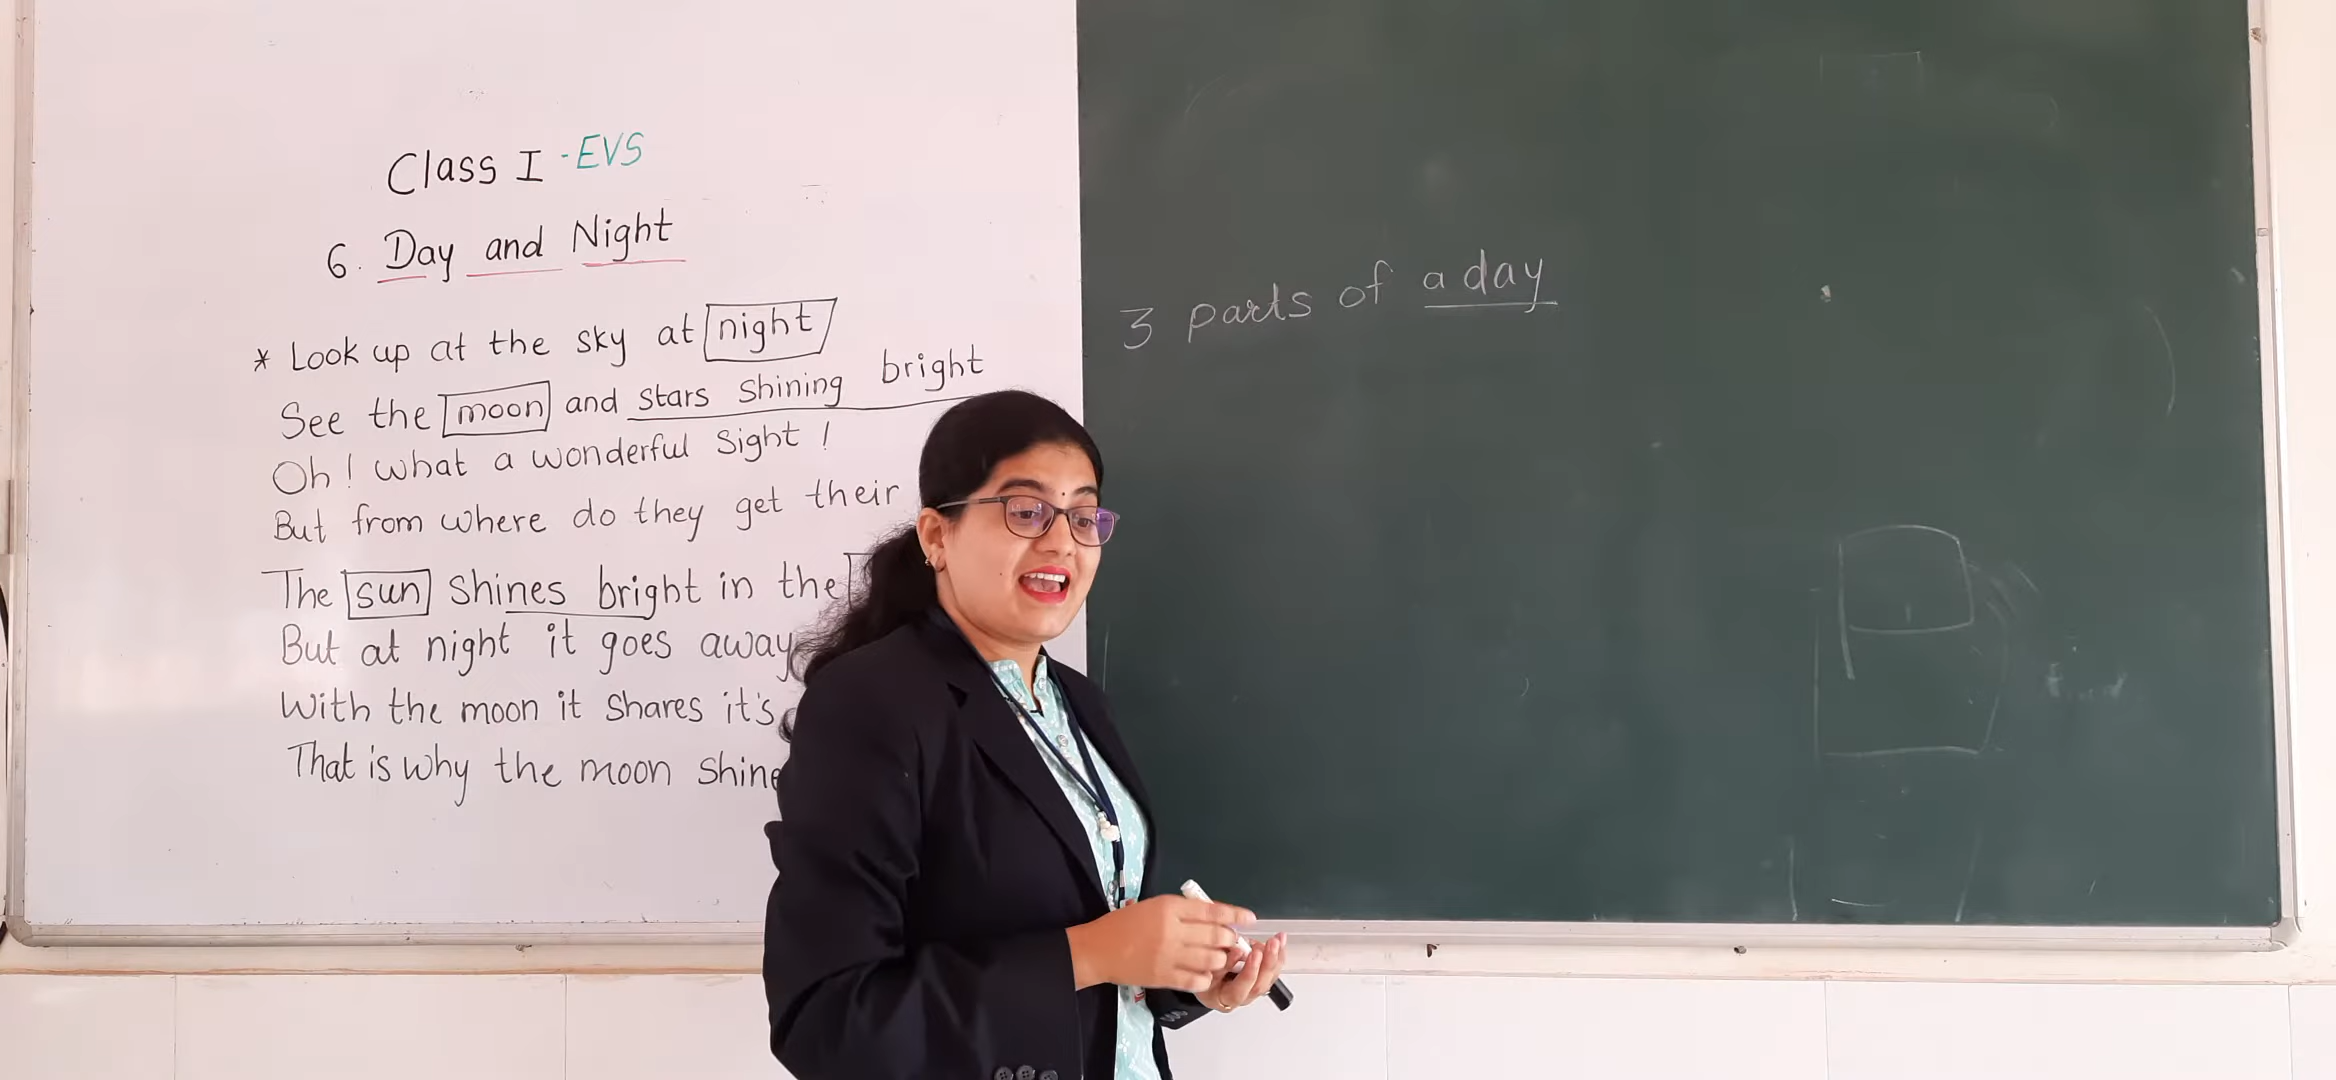 Class I - EVS
6. Day and Night
* Look up at the sky at night
See the moon and stars shining bright
Oh! what a wonderful sight!
But from where do they get their
The sun shines bright in the
But at night it goes away
With the moon it shares it's
That is why the moon shine
3 parts of a day